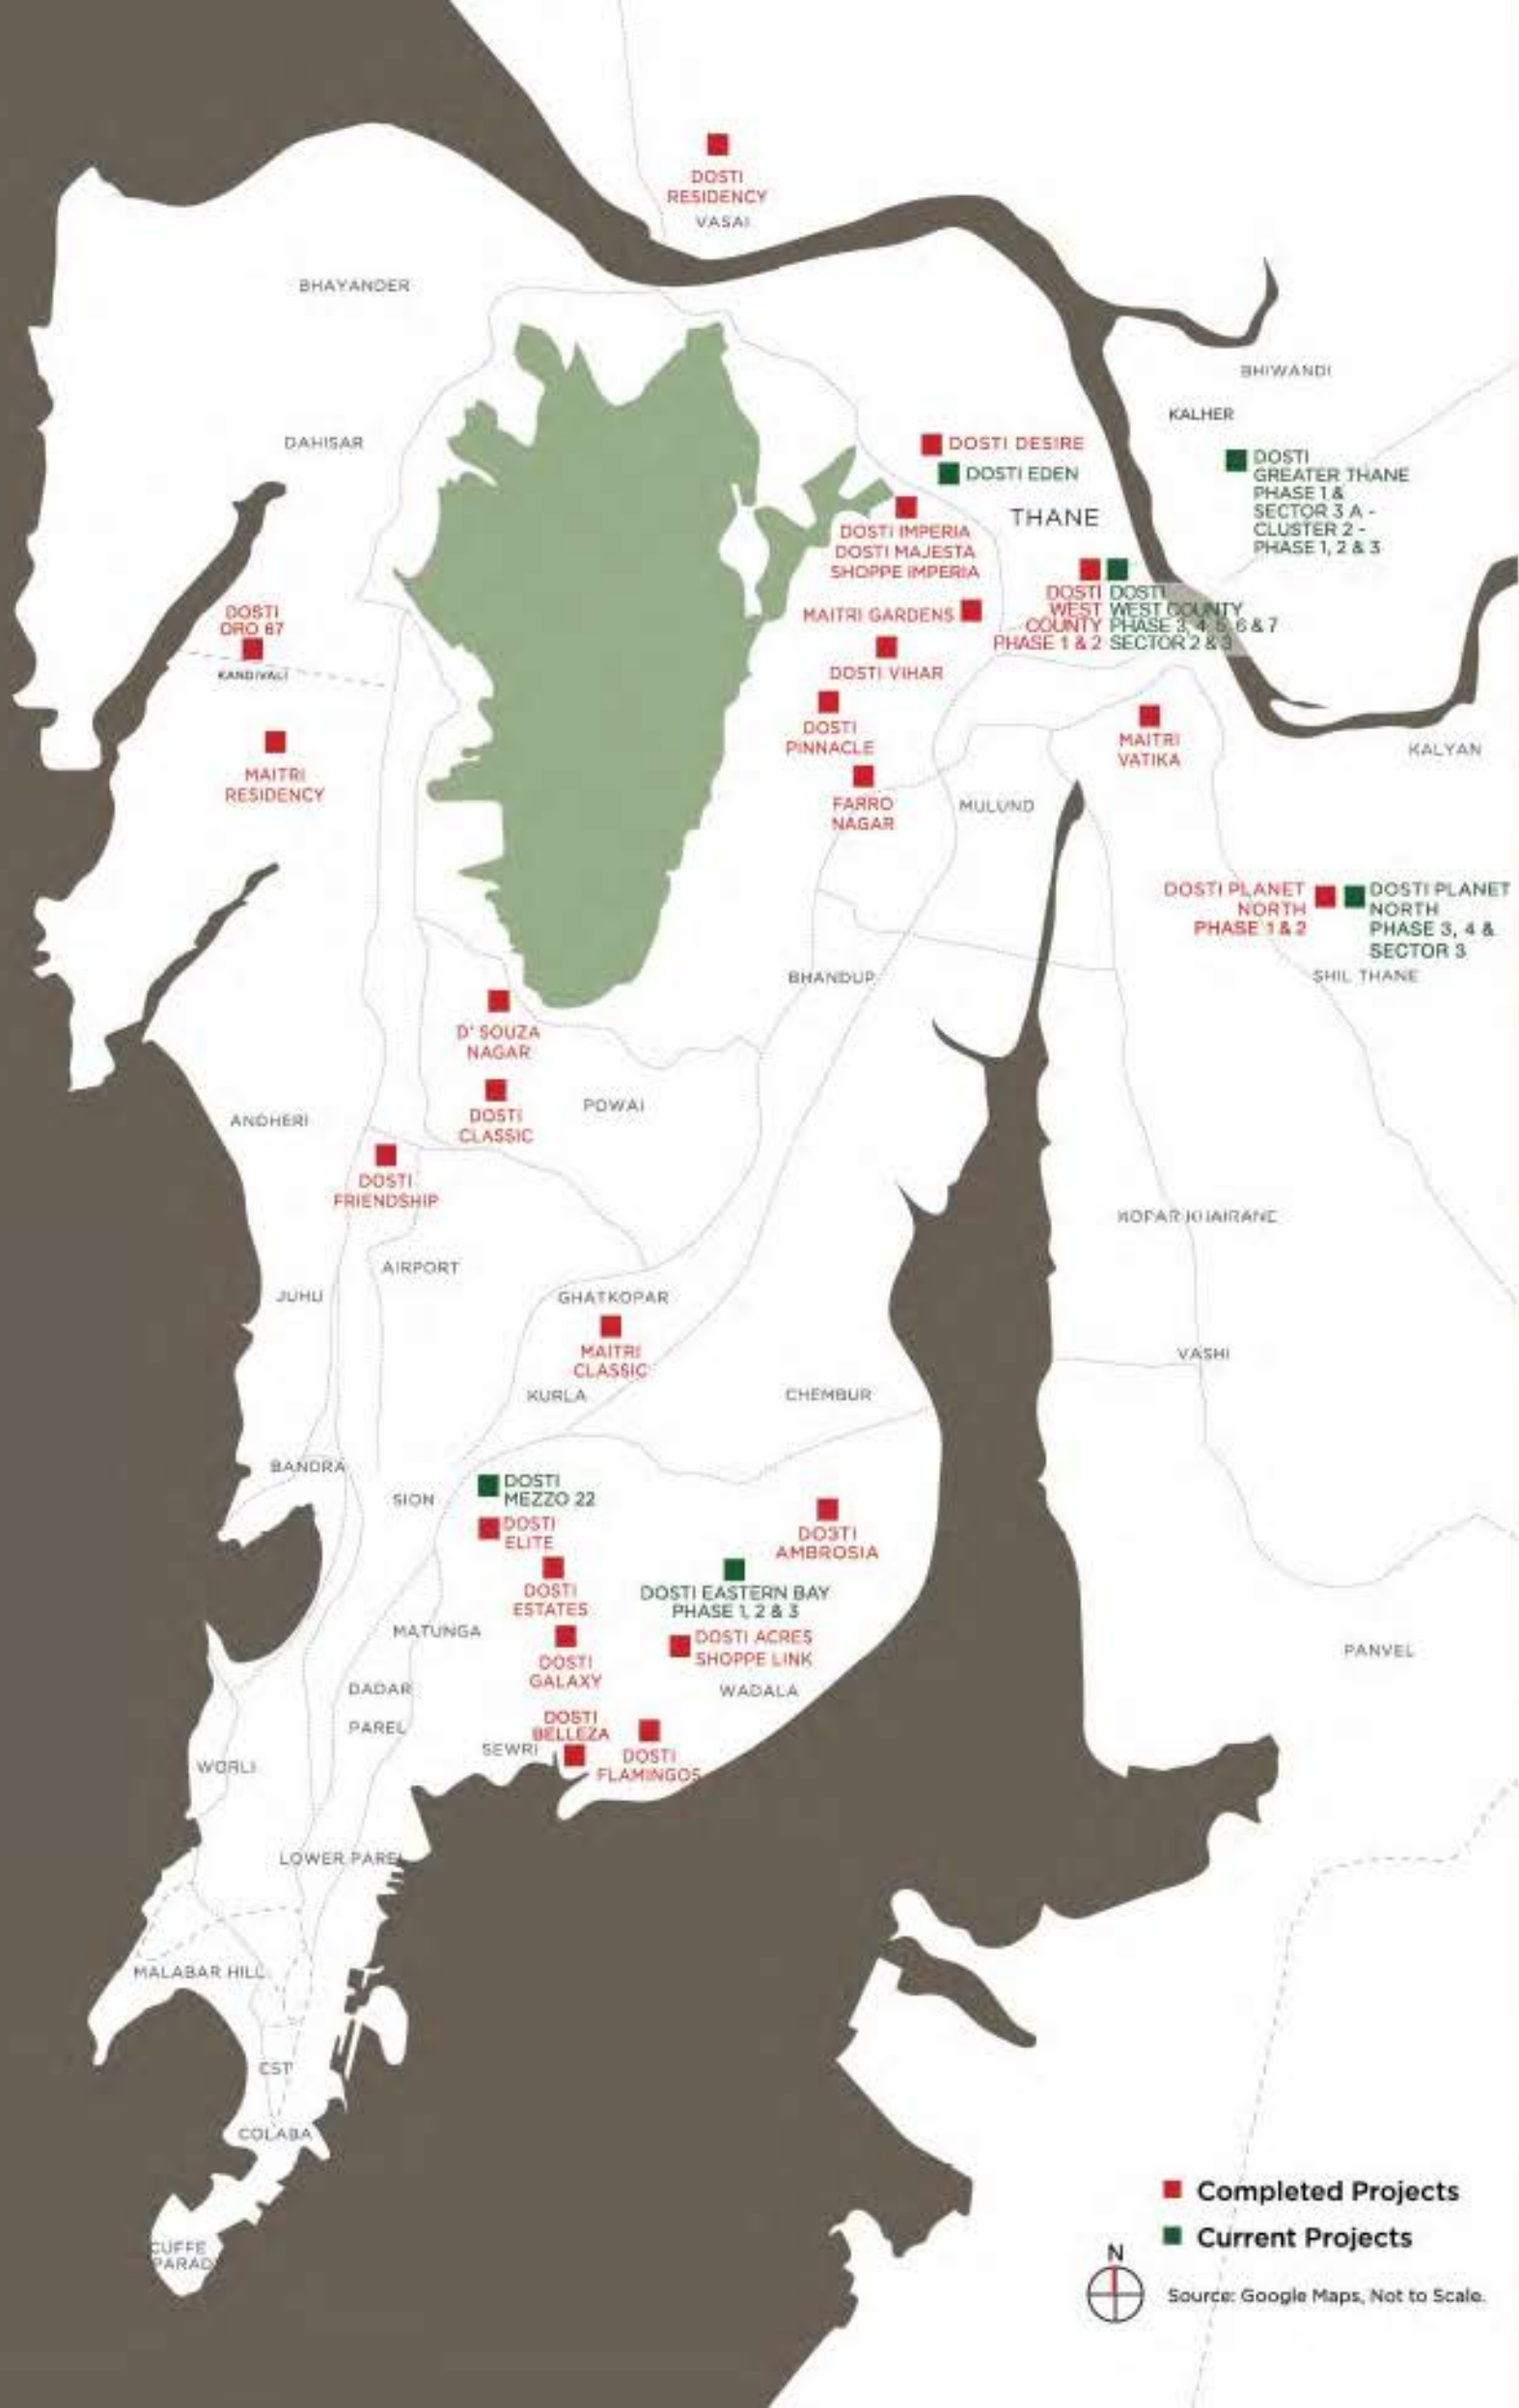 DOSTI
RESIDENCY
VASAI
BHAYANDER
BHIWANDI
KALHER
DAHISAR
DOSTI DESIRE
DOSTI EDEN
DOSTI
GREATER THANE
PHASE 1 &
SECTOR 3 A -
CLUSTER 2 -
PHASE 1, 2 & 3
THANE
DOSTI IMPERIA
DOSTI MAJESTA
SHOPPE IMPERIA
DOSTI
WEST
COUNTY
PHASE 1 & 2
DOSTI
WEST COUNTY
PHASE 3, 4, 5, 6 & 7
SECTOR 2 & 3
MAITRI GARDENS
DOSTI
ORO 67
KANDIVALI
DOSTI VIHAR
DOSTI
PINNACLE
MAITRI
VATIKA
KALYAN
MAITRI
RESIDENCY
FARRO
NAGAR
MULUND
DOSTI PLANET
NORTH
PHASE 1 & 2
DOSTI PLANET
NORTH
PHASE 3, 4 &
SECTOR 3
SHIL THANE
BHANDUP
D' SOUZA
NAGAR
DOSTI
CLASSIC
POWAI
ANDHERI
DOSTI
FRIENDSHIP
KOPAR KHAIRANE
AIRPORT
JUHU
GHATKOPAR
MAITRI
CLASSIC
VASHI
KURLA
CHEMBUR
BANDRA
SION
DOSTI
MEZZO 22
DOSTI
ELITE
DOSTI
AMBROSIA
DOSTI
ESTATES
DOSTI EASTERN BAY
PHASE 1, 2 & 3
MATUNGA
DOSTI ACRES
SHOPPE LINK
PANVEL
DOSTI
GALAXY
DADAR
WADALA
PAREL
DOSTI
BELLEZA
SEWRI
DOSTI
FLAMINGOS
WORLI
LOWER PAREL
MALABAR HILL
CST
COLABA
CUFFE
PARAD
Completed Projects
Current Projects
N
Source: Google Maps, Not to Scale.